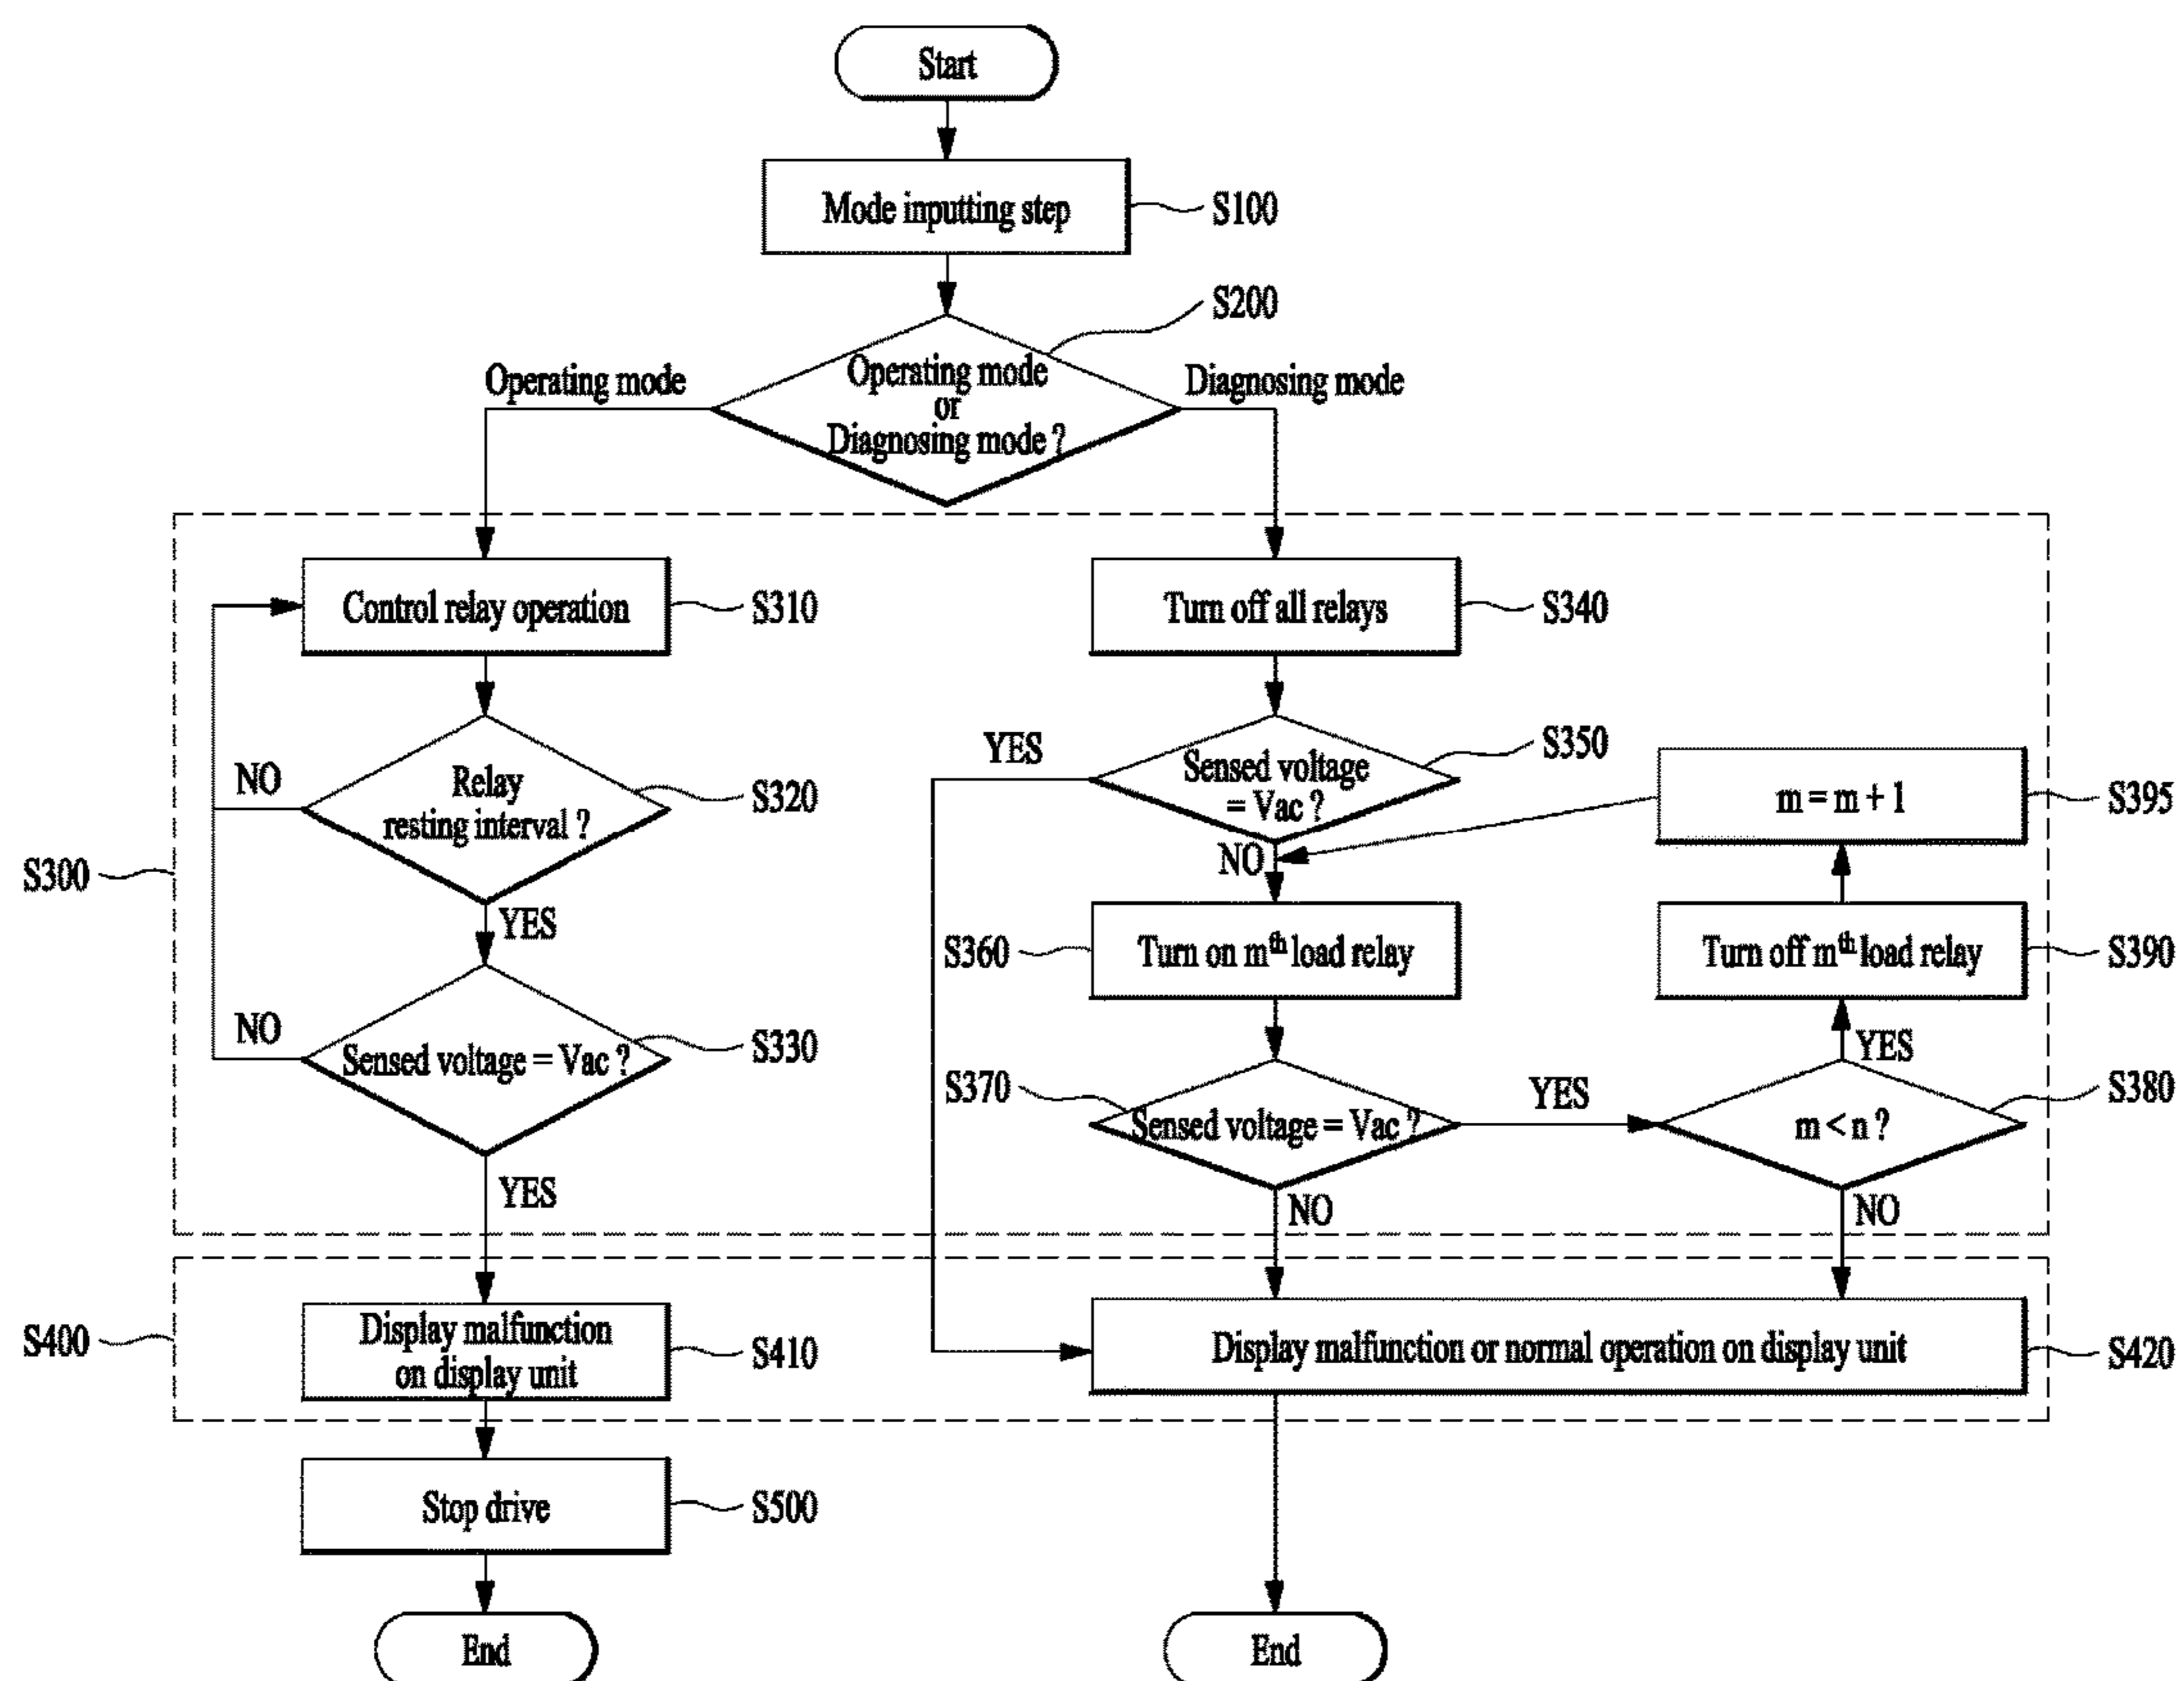 Start
Mode inputting step
S100
S200
Operating mode
Operating mode
or
Diagnosing mode ?
Diagnosing mode
Control relay operation
S310
Turn off all relays
S340
YES
S350
Sensed voltage
= Vac ?
NO
Relay
resting interval ?
S320
m = m + 1
S395
NO
S300
YES
S360
Turn on mth load relay
Turn off mth load relay
S390
NO
Sensed voltage = Vac ?
S330
S370
Sensed voltage = Vac ?
YES
YES
m < n ?
S380
YES
NO
NO
S400
Display malfunction
on display unit
S410
Display malfunction or normal operation on display unit
S420
Stop drive
S500
End
End